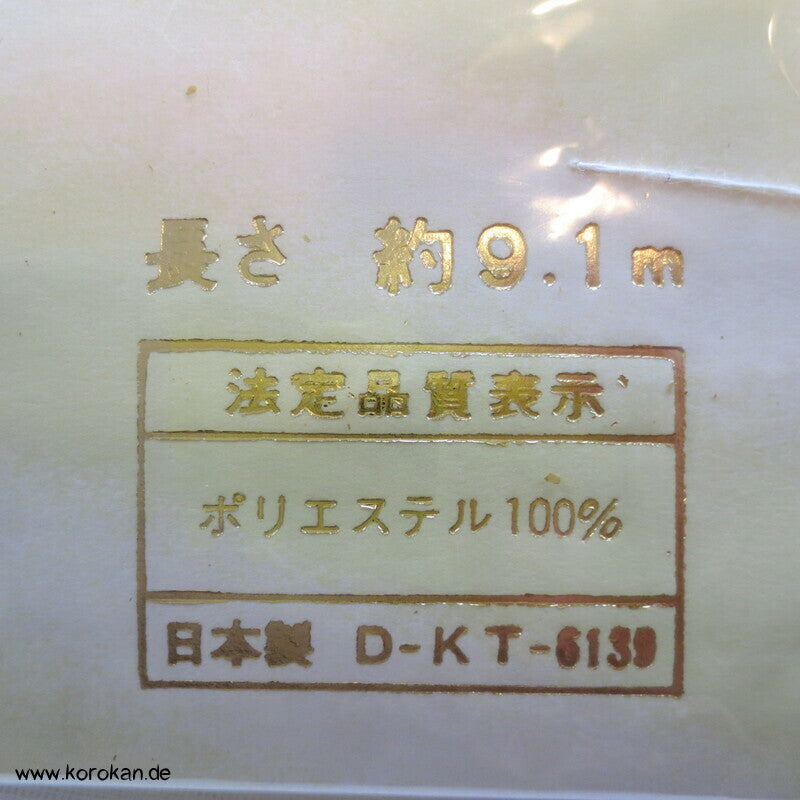 長さ 約9.1m
法定品質表示
ポリエステル100%
日本製 D-KT-6139
www.korokan.de